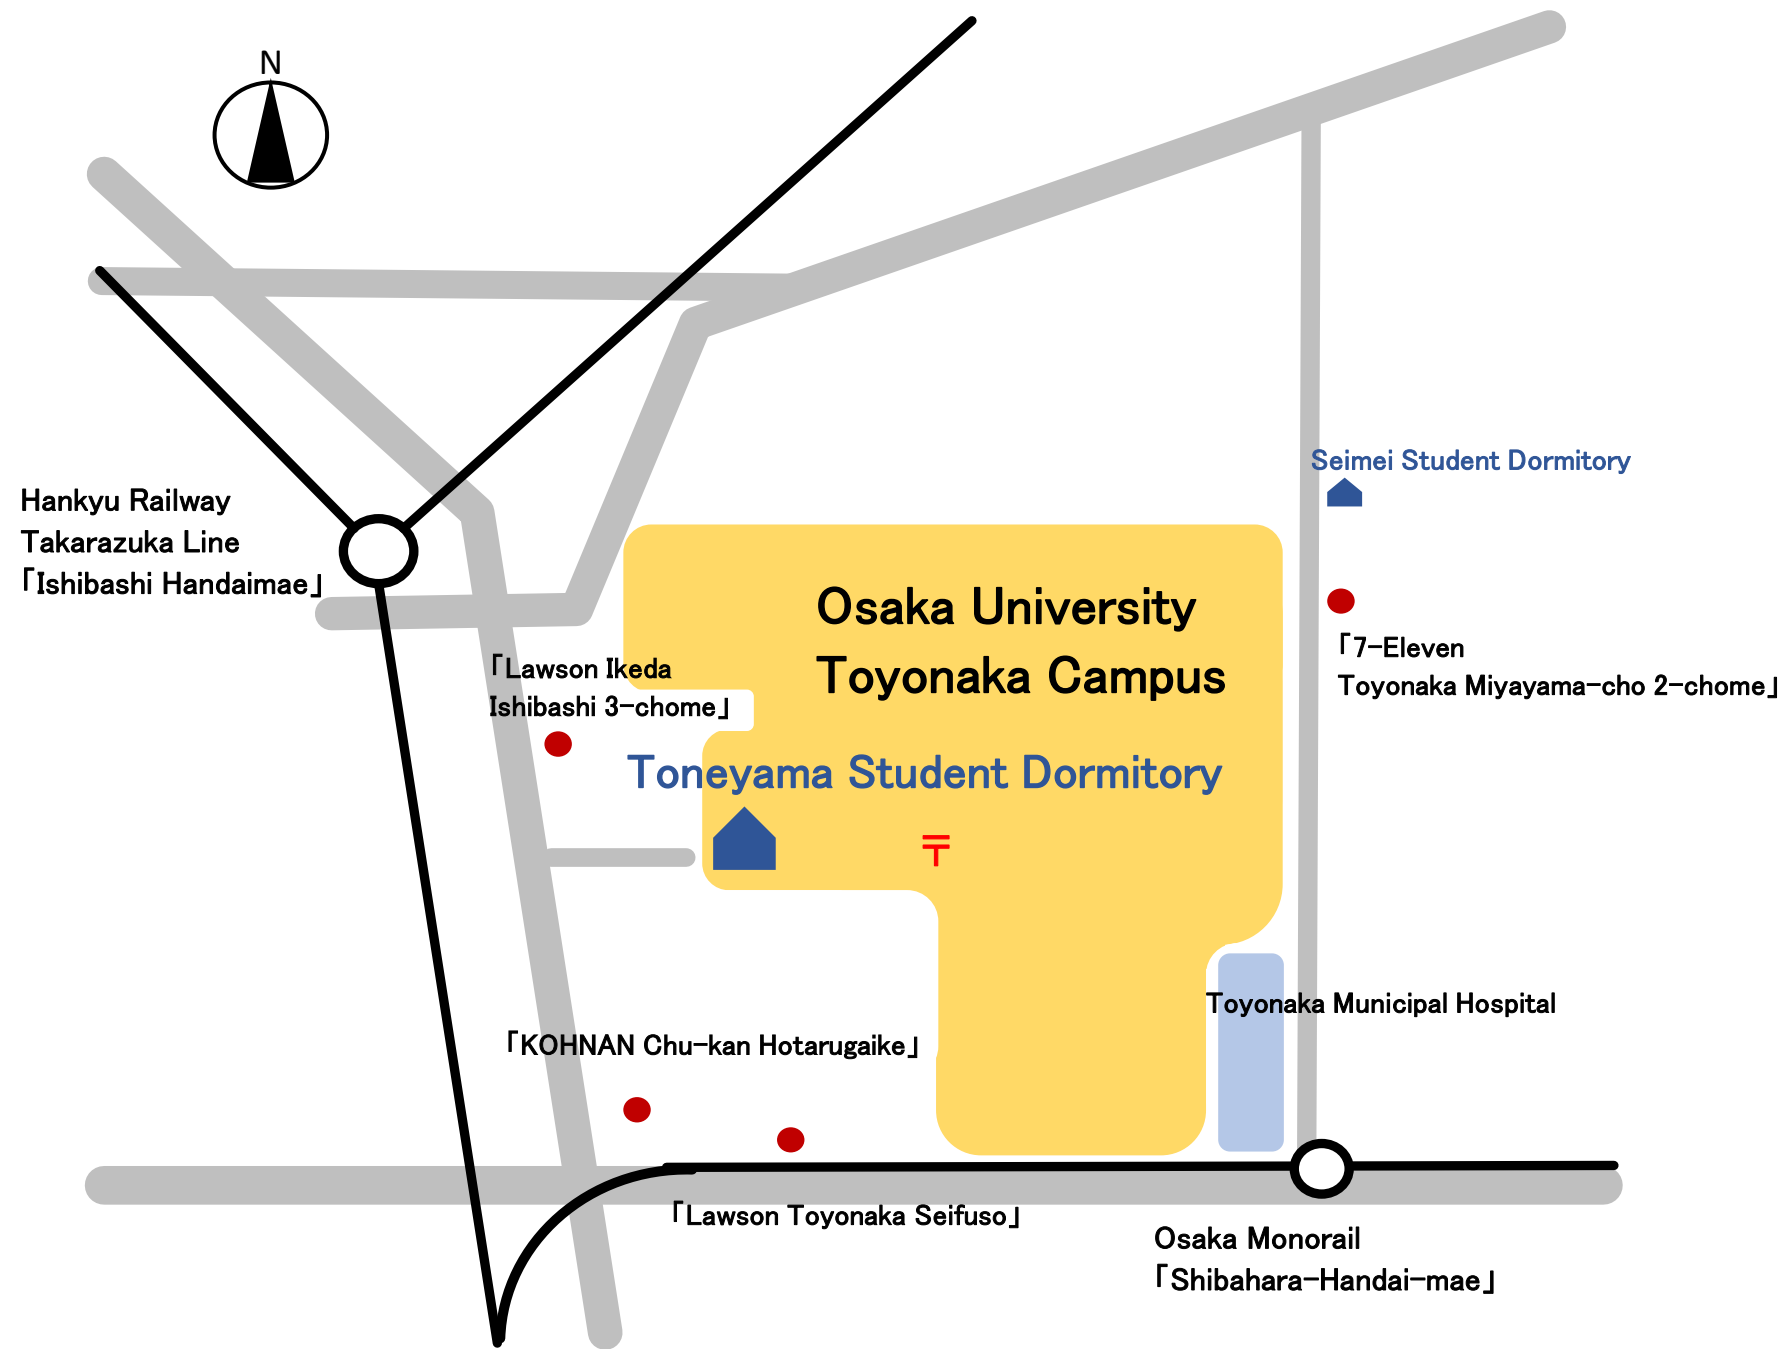 N
Seimei Student Dormitory
Hankyu Railway
Takarazuka Line
「Ishibashi Handaimae」
Osaka University
Toyonaka Campus
「7-Eleven
Toyonaka Miyayama-cho 2-chome」
「Lawson Ikeda
Ishibashi 3-chome」
Toneyama Student Dormitory
〒
Toyonaka Municipal Hospital
「KOHNAN Chu-kan Hotarugaike」
「Lawson Toyonaka Seifuso」
Osaka Monorail
「Shibahara-Handai-mae」